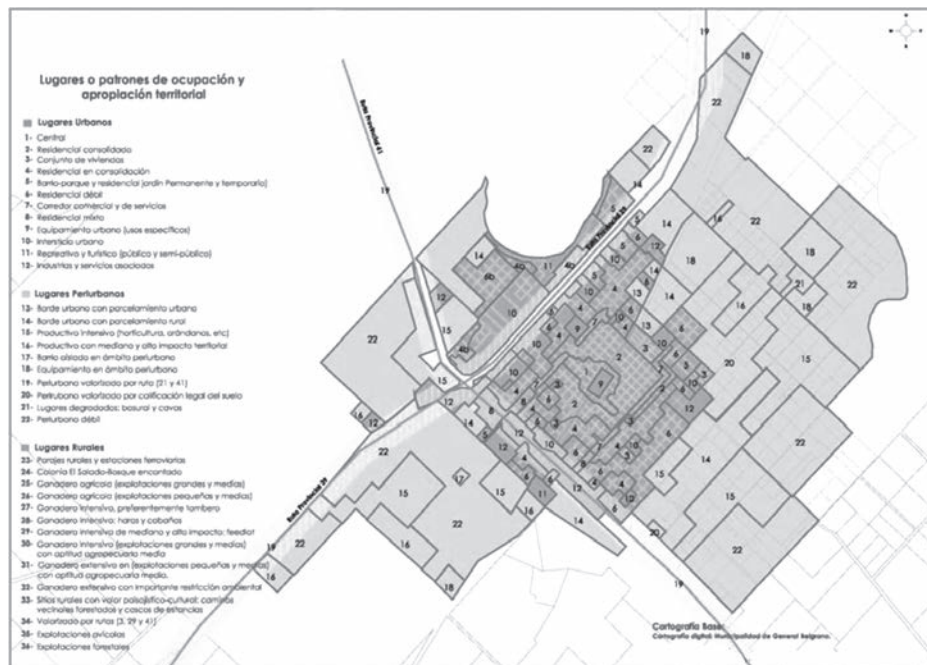 Lugares o patrones de ocupación y
apropiación territorial
Lugares Urbanos
1- Central
2- Residencial consolidado
3- Conjunto de viviendas
4- Residencial en consolidación
5- Barrio-parque y residencial jardín Permanente y temporario)
6- Residencial débil
7- Corredor comercial y de servicios
8- Residencial mixto
9- Equipamiento urbano (usos específicos)
10- Intersticio urbano
11- Recreativo y turístico (público y semi-público)
12- Industrias y servicios asociados
Lugares Periurbanos
13- Borde urbano con parcelamiento urbano
14- Borde urbano con parcelamiento rural
15- Productivo intensivo (horticultura, arándanos, etc)
16- Productivo con mediano y alto impacto territorial
17- Barrio aislado en ámbito periurbano
18- Equipamiento en ámbito periurbano
19- Periurbano valorizado por ruta (21 y 41)
20- Periurbano valorizado por calificación legal del suelo
21- Lugares degradados: basural y cavas
22- Periurbano débil
Lugares Rurales
23- Parajes rurales y estaciones ferroviarias
24- Colonia El Salado-Bosque encantado
25- Ganadero agrícola (explotaciones grandes y medias)
26- Ganadero agrícola (explotaciones pequeñas y medias)
27- Ganadero intensivo, preferentemente tambero
28- Ganadero intensivo: haras y cabañas
29- Ganadero intensivo de mediano y alto impacto: feedlot
30- Ganadero intensivo (explotaciones grandes y medias)
con aptitud agropecuaria media
31- Ganadero extensivo en (explotaciones pequeñas y medias)
con aptitud agropecuaria media.
32- Ganadero extensivo con importante restricción ambiental
33- Sitios rurales con valor paisajístico-cultural: caminos
vecinales forestados y cascos de estancias
34- Valorizado por rutas (3, 29 y 41)
35- Explotaciones avícolas
36- Explotaciones forestales
Ruta Provincial 41
Ruta Provincial 29
Ruta Provincial 29
Cartografía Base:
Cartografía digital: Municipalidad de General Belgrano.